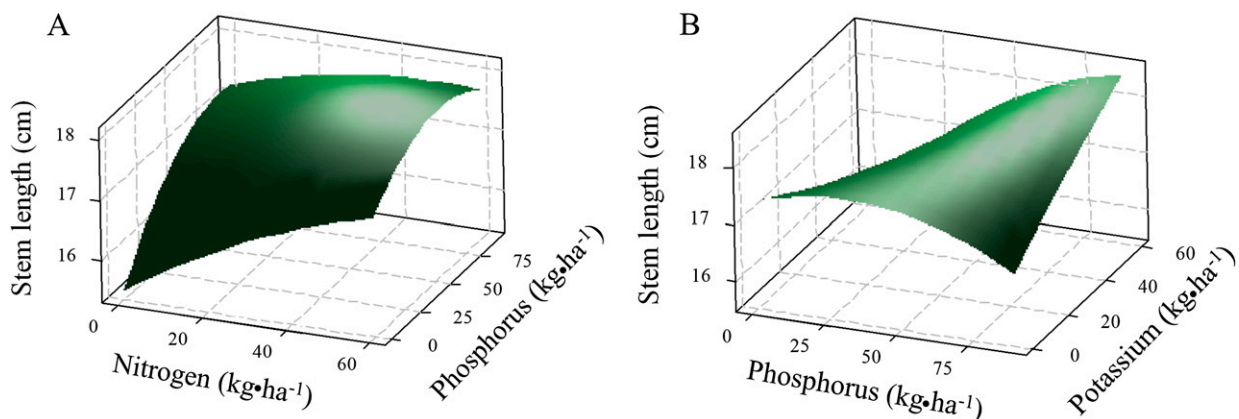 A
Stem length (cm)
18
17
16
0
20
40
60
Nitrogen (kg•ha⁻¹)
0
25
50
75
Phosphorus (kg•ha⁻¹)
B
Stem length (cm)
18
17
16
0
25
50
75
Phosphorus (kg•ha⁻¹)
0
20
40
60
Potassium (kg•ha⁻¹)